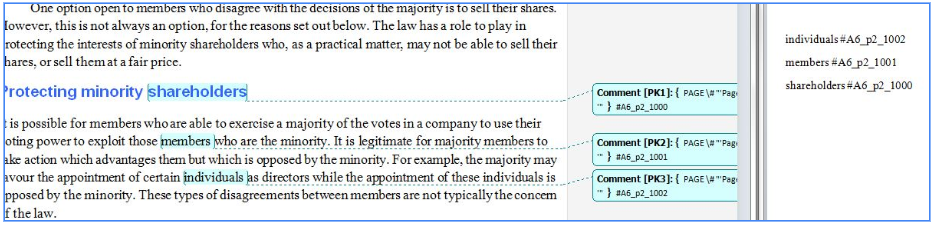 One option open to members who disagree with the decisions of the majority is to sell their shares.
However, this is not always an option, for the reasons set out below. The law has a role to play in
rotecting the interests of minority shareholders who, as a practical matter, may not be able to sell their
hares, or sell them at a fair price.
Protecting minority shareholders
t is possible for members who are able to exercise a majority of the votes in a company to use their
oting power to exploit those members who are the minority. It is legitimate for majority members to
ake action which advantages them but which is opposed by the minority. For example, the majority may
avour the appointment of certain individuals as directors while the appointment of these individuals is
pposed by the minority. These types of disagreements between members are not typically the concern
f the law.
Comment [PK1]: { PAGE \# "'Page
'" } #A6_p2_1000
Comment [PK2]: { PAGE \# "'Page
'" } #A6_p2_1001
Comment [PK3]: { PAGE \# "'Page
'" } #A6_p2_1002
individuals #A6_p2_1002
members #A6_p2_1001
shareholders #A6_p2_1000